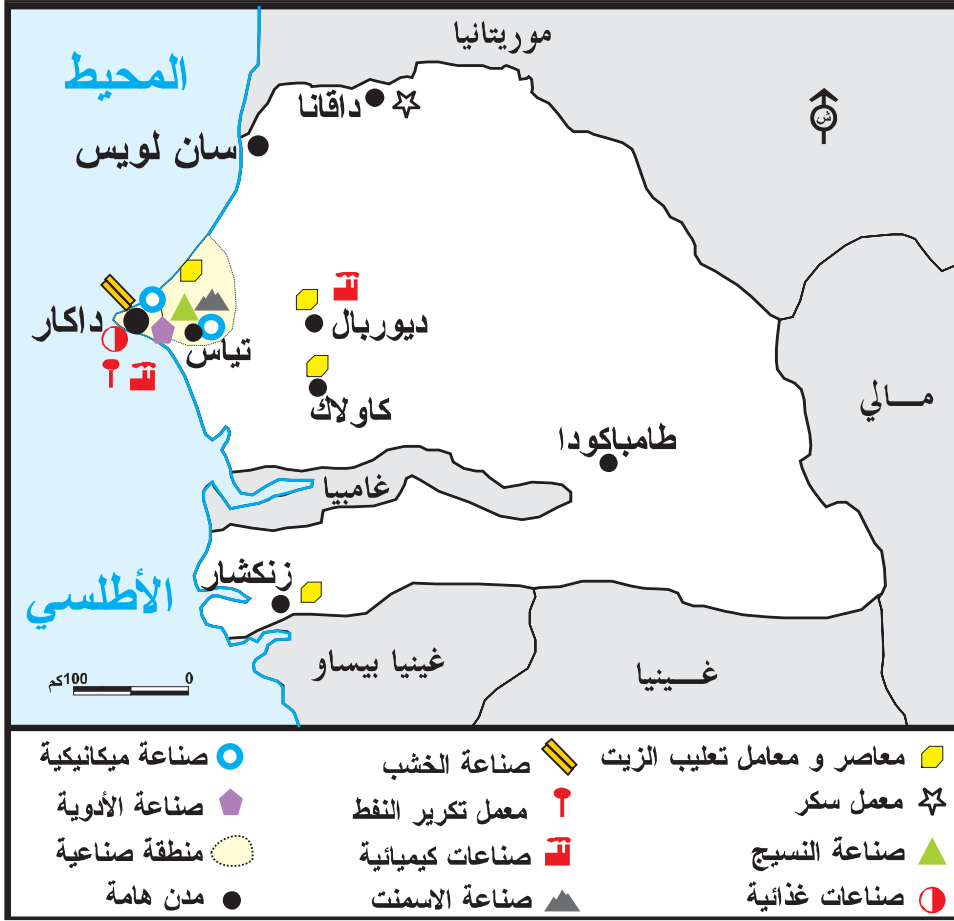 موريتانيا
المحيط
داقانا
ش
سان لويس
داكار
تياس
ديوربال
كاولاك
مـــالي
طامباكودا
غامبيا
زنكشار
الأطلسي
غينيا بيساو
غـــينيا
0
100كم
معاصر و معامل تعليب الزيت
معمل سكر
صناعة النسيج
صناعات غذائية
صناعة الخشب
معمل تكرير النفط
صناعات كيميائية
صناعة الاسمنت
صناعة ميكانيكية
صناعة الأدوية
منطقة صناعية
مدن هامة